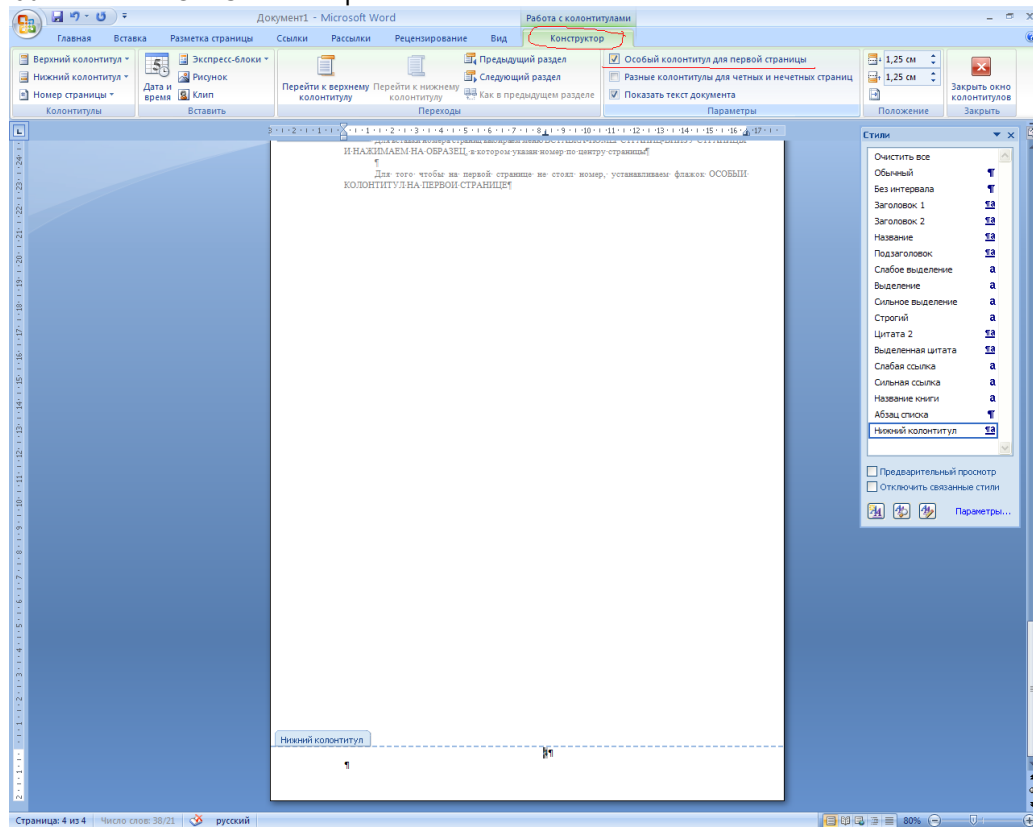 Документ1 - Microsoft Word
Работа с колонтитулами
Главная Вставка Разметка страницы Ссылки Рассылки Рецензирование Вид Конструктор
Верхний колонтитул
Нижний колонтитул
Номер страницы
Колонтитулы
5
Дата и время
Экспресс-блоки
Рисунок
Клип
Вставить
Перейти к верхнему колонтитулу
Перейти к нижнему колонтитулу
Предыдущий раздел
Следующий раздел
Как в предыдущем разделе
Переходы
Особый колонтитул для первой страницы
Разные колонтитулы для четных и нечетных страниц
Показать текст документа
Параметры
1,25 см
1,25 см
Положение
Закрыть окно колонтитулов
Закрыть
И·НАЖИМАЕМ·НА·ОБРАЗЕЦ,·в·котором·указан·номер·по·центру·страницы¶
¶
Для· того· чтобы· на· первой· странице· не· стоял· номер,· устанавливаем· флажок· ОСОБЫЙ·
КОЛОНТИТУЛ·НА·ПЕРВОЙ·СТРАНИЦЕ¶
Нижний колонтитул
¶
Стили
Очистить все
Обычный ¶
Без интервала ¶
Заголовок 1 ¶a
Заголовок 2 ¶a
Название ¶a
Подзаголовок ¶a
Слабое выделение a
Выделение a
Сильное выделение a
Строгий a
Цитата 2 ¶a
Выделенная цитата ¶a
Слабая ссылка a
Сильная ссылка a
Название книги a
Абзац списка ¶
Нижний колонтитул ¶a
Предварительный просмотр
Отключить связанные стили
Параметры...
Страница: 4 из 4 Число слов: 38/21 русский 80%